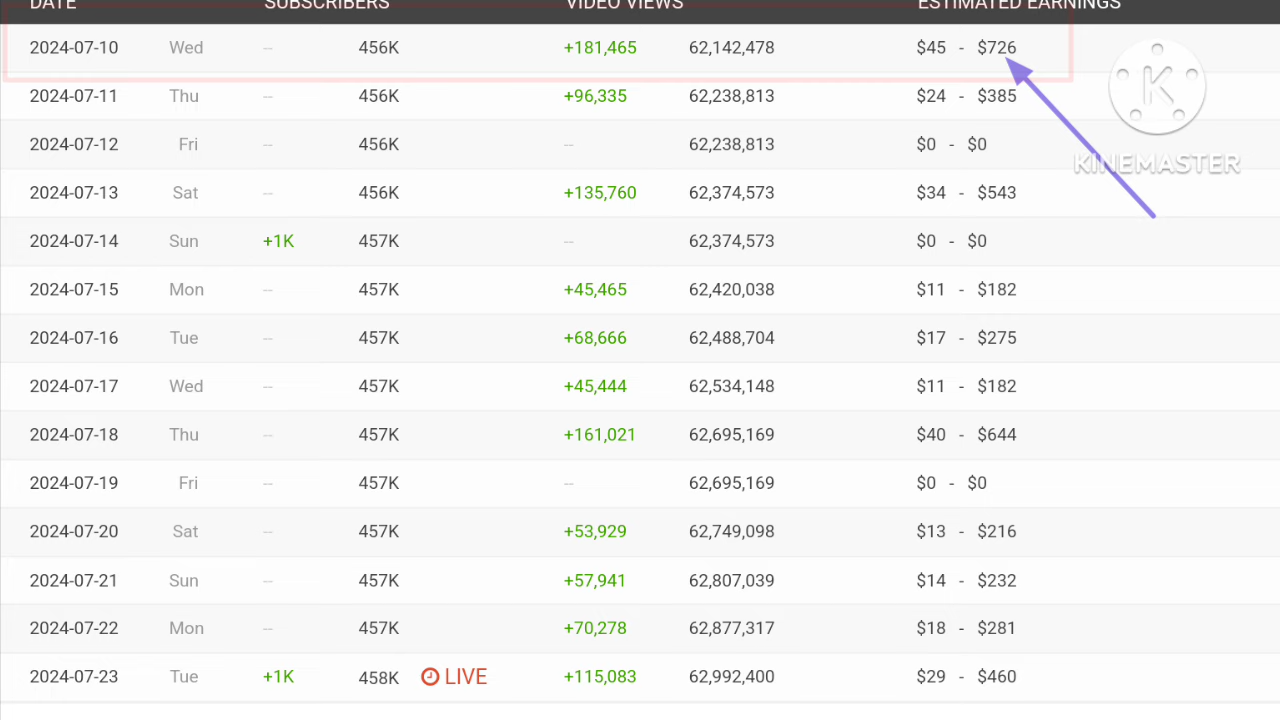 DATE SUBSCRIBERS VIDEO VIEWS ESTIMATED EARNINGS
2024-07-10 Wed -- 456K +181,465 62,142,478 $45 - $726
2024-07-11 Thu -- 456K +96,335 62,238,813 $24 - $385
2024-07-12 Fri -- 456K -- 62,238,813 $0 - $0
2024-07-13 Sat -- 456K +135,760 62,374,573 $34 - $543
2024-07-14 Sun +1K 457K -- 62,374,573 $0 - $0
2024-07-15 Mon -- 457K +45,465 62,420,038 $11 - $182
2024-07-16 Tue -- 457K +68,666 62,488,704 $17 - $275
2024-07-17 Wed -- 457K +45,444 62,534,148 $11 - $182
2024-07-18 Thu -- 457K +161,021 62,695,169 $40 - $644
2024-07-19 Fri -- 457K -- 62,695,169 $0 - $0
2024-07-20 Sat -- 457K +53,929 62,749,098 $13 - $216
2024-07-21 Sun -- 457K +57,941 62,807,039 $14 - $232
2024-07-22 Mon -- 457K +70,278 62,877,317 $18 - $281
2024-07-23 Tue +1K 458K LIVE +115,083 62,992,400 $29 - $460
K
KINEMASTER